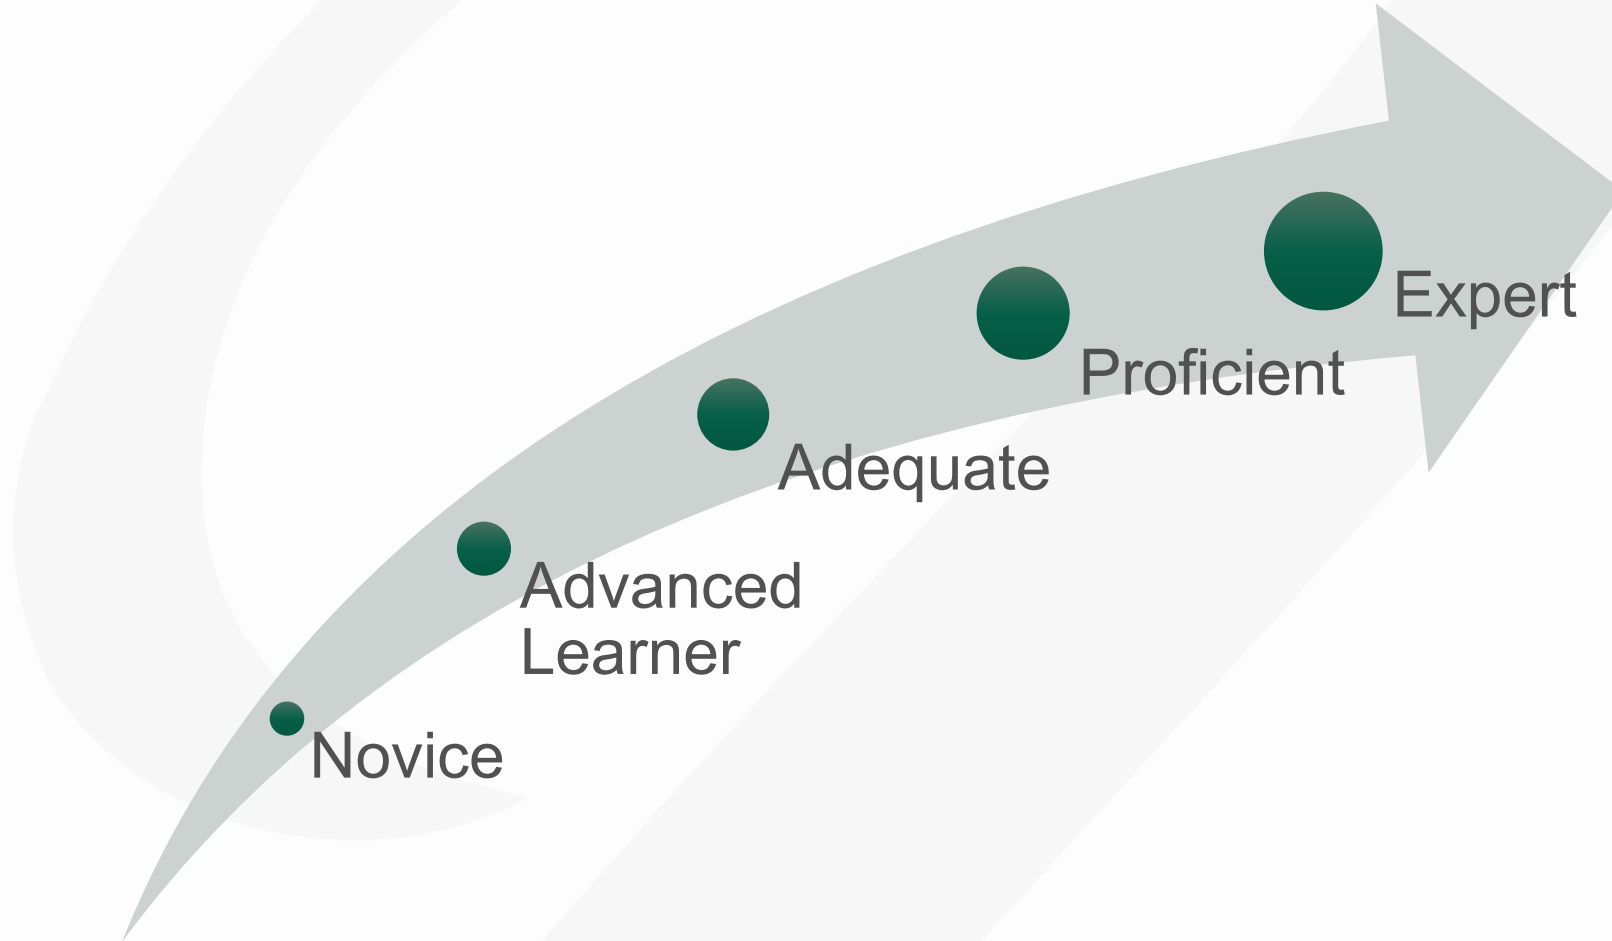 Novice
Advanced
Learner
Adequate
Proficient
Expert